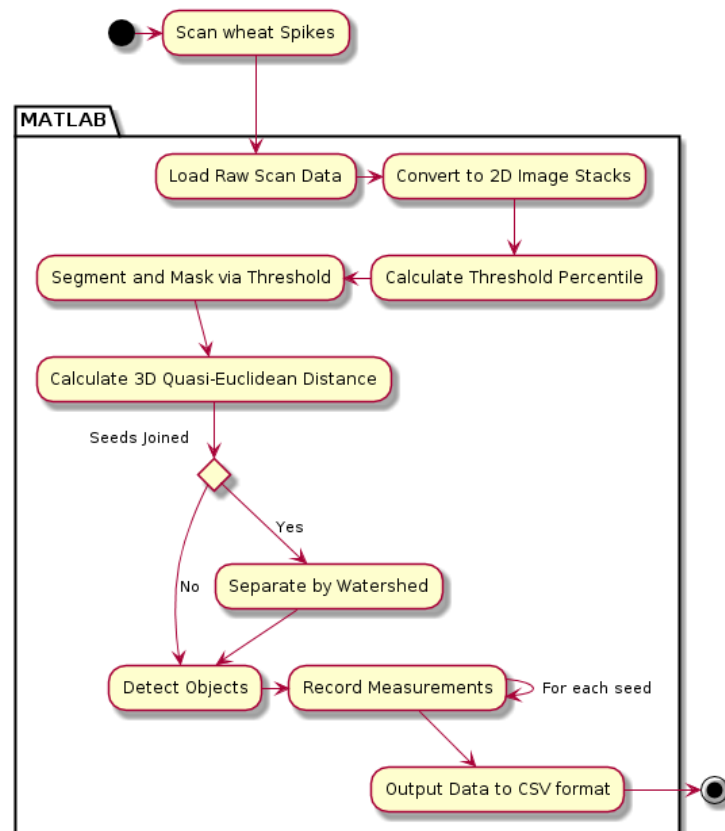 Scan wheat Spikes
MATLAB
Load Raw Scan Data
Convert to 2D Image Stacks
Segment and Mask via Threshold
Calculate Threshold Percentile
Calculate 3D Quasi-Euclidean Distance
Seeds Joined
Yes
No
Separate by Watershed
Detect Objects
Record Measurements
For each seed
Output Data to CSV format